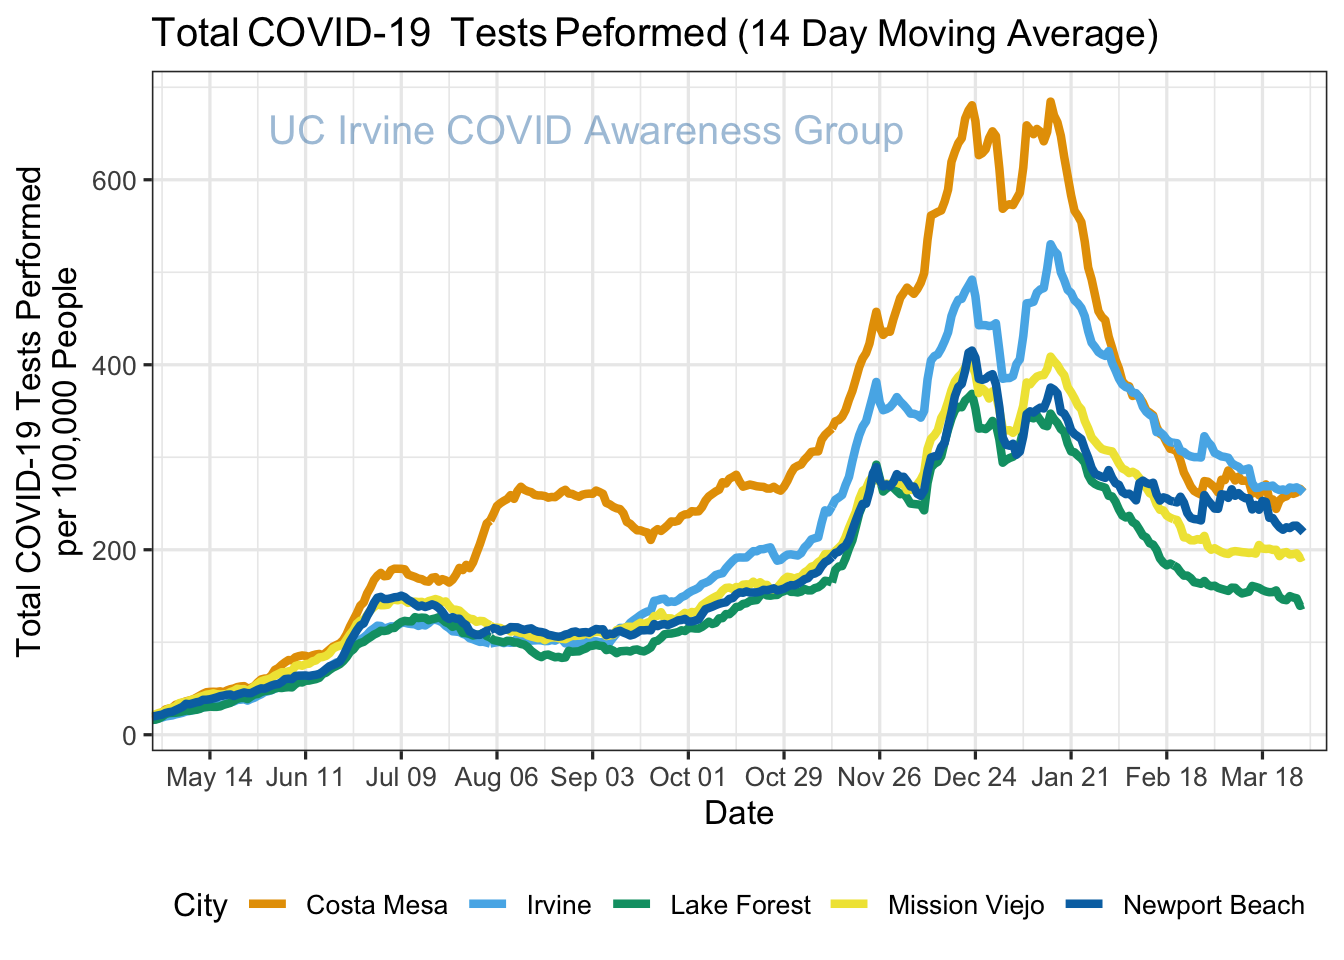 Total COVID-19 Tests Peformed (14 Day Moving Average)
UC Irvine COVID Awareness Group
Total COVID-19 Tests Performed
per 100,000 People
600
400
200
0
May 14 Jun 11 Jul 09 Aug 06 Sep 03 Oct 01 Oct 29 Nov 26 Dec 24 Jan 21 Feb 18 Mar 18
Date
City Costa Mesa Irvine Lake Forest Mission Viejo Newport Beach